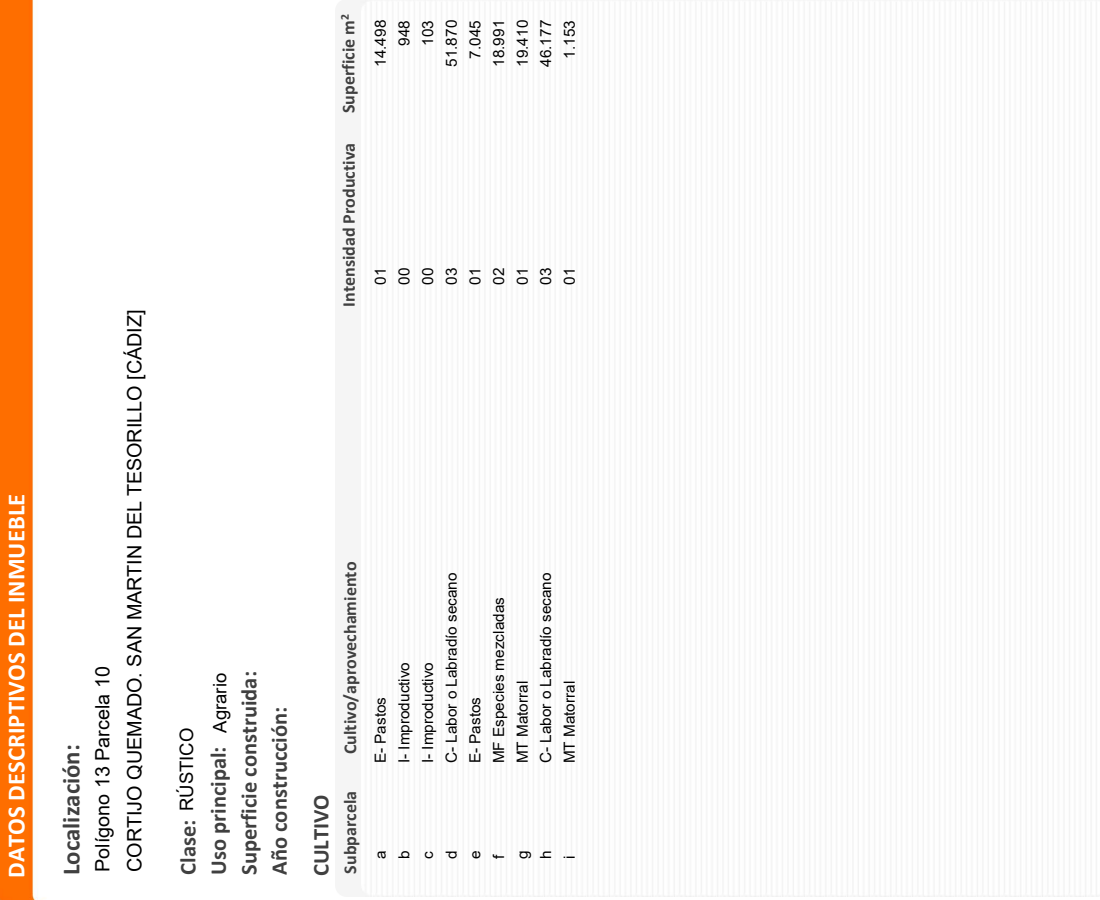 DATOS DESCRIPTIVOS DEL INMUEBLE
Localización:
Polígono 13 Parcela 10
CORTIJO QUEMADO. SAN MARTIN DEL TESORILLO [CÁDIZ]
Clase: RÚSTICO
Uso principal: Agrario
Superficie construida:
Año construcción:
CULTIVO
Subparcela Cultivo/aprovechamiento Intensidad Productiva Superficie m²
a E- Pastos 01 14.498
b I- Improductivo 00 948
c I- Improductivo 00 103
d C- Labor o Labradío secano 03 51.870
e E- Pastos 01 7.045
f MF Especies mezcladas 02 18.991
g MT Matorral 01 19.410
h C- Labor o Labradío secano 03 46.177
i MT Matorral 01 1.153